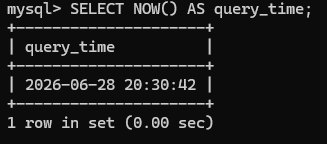 mysql> SELECT NOW() AS query_time;
+---------------------+
| query_time          |
+---------------------+
| 2026-06-28 20:30:42 |
+---------------------+
1 row in set (0.00 sec)